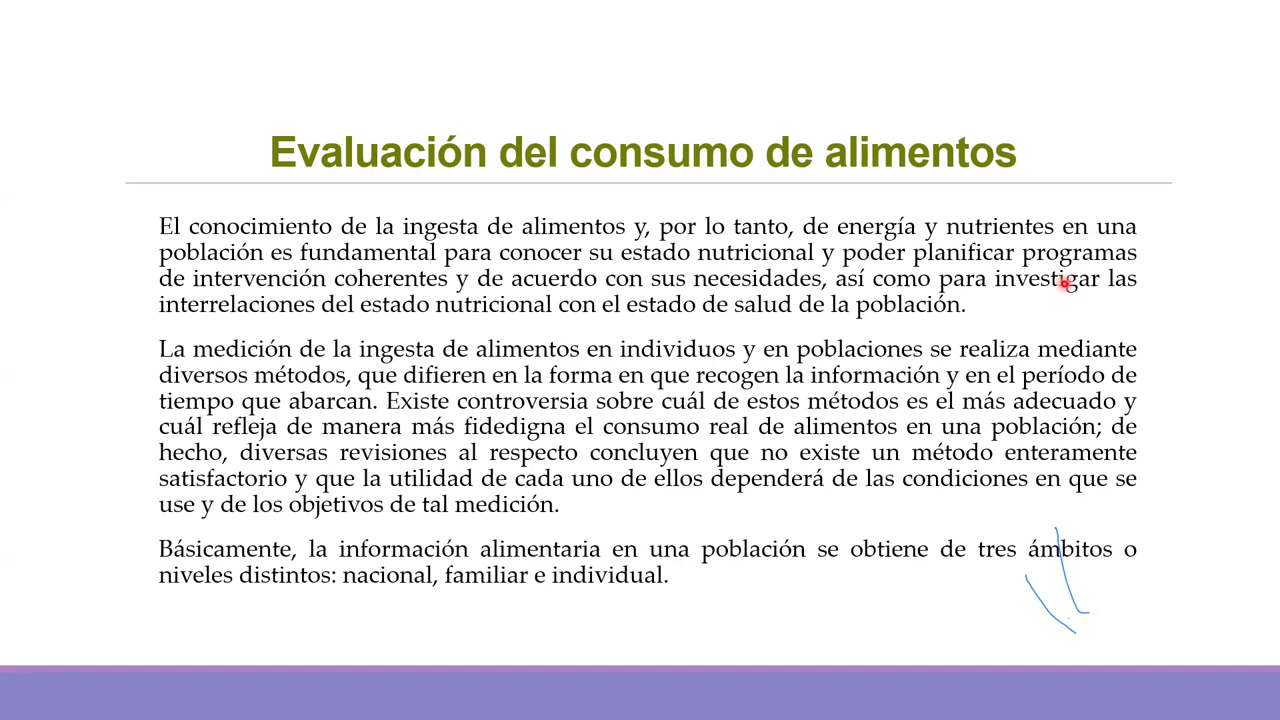 Evaluación del consumo de alimentos
El conocimiento de la ingesta de alimentos y, por lo tanto, de energía y nutrientes en una
población es fundamental para conocer su estado nutricional y poder planificar programas
de intervención coherentes y de acuerdo con sus necesidades, así como para investigar las
interrelaciones del estado nutricional con el estado de salud de la población.
La medición de la ingesta de alimentos en individuos y en poblaciones se realiza mediante
diversos métodos, que difieren en la forma en que recogen la información y en el período de
tiempo que abarcan. Existe controversia sobre cuál de estos métodos es el más adecuado y
cuál refleja de manera más fidedigna el consumo real de alimentos en una población; de
hecho, diversas revisiones al respecto concluyen que no existe un método enteramente
satisfactorio y que la utilidad de cada uno de ellos dependerá de las condiciones en que se
use y de los objetivos de tal medición.
Básicamente, la información alimentaria en una población se obtiene de tres ámbitos o
niveles distintos: nacional, familiar e individual.